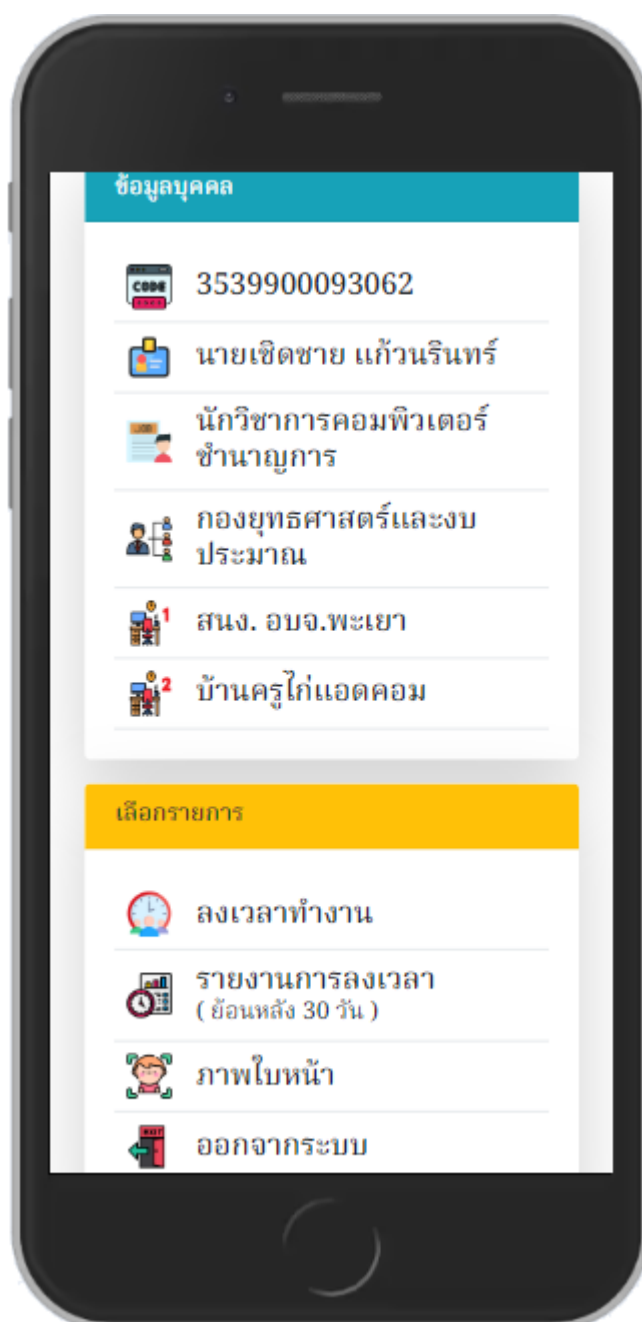 ข้อมูลบุคคล
CODE
3539900093062
นายเชิดชาย แก้วนรินทร์
JOB
นักวิชาการคอมพิวเตอร์
ชำนาญการ
กองยุทธศาสตร์และงบ
ประมาณ
1
สนง. อบจ.พะเยา
2
บ้านครูไก่แอดคอม
เลือกรายการ
ลงเวลาทำงาน
รายงานการลงเวลา
( ย้อนหลัง 30 วัน )
ภาพใบหน้า
EXIT
ออกจากระบบ